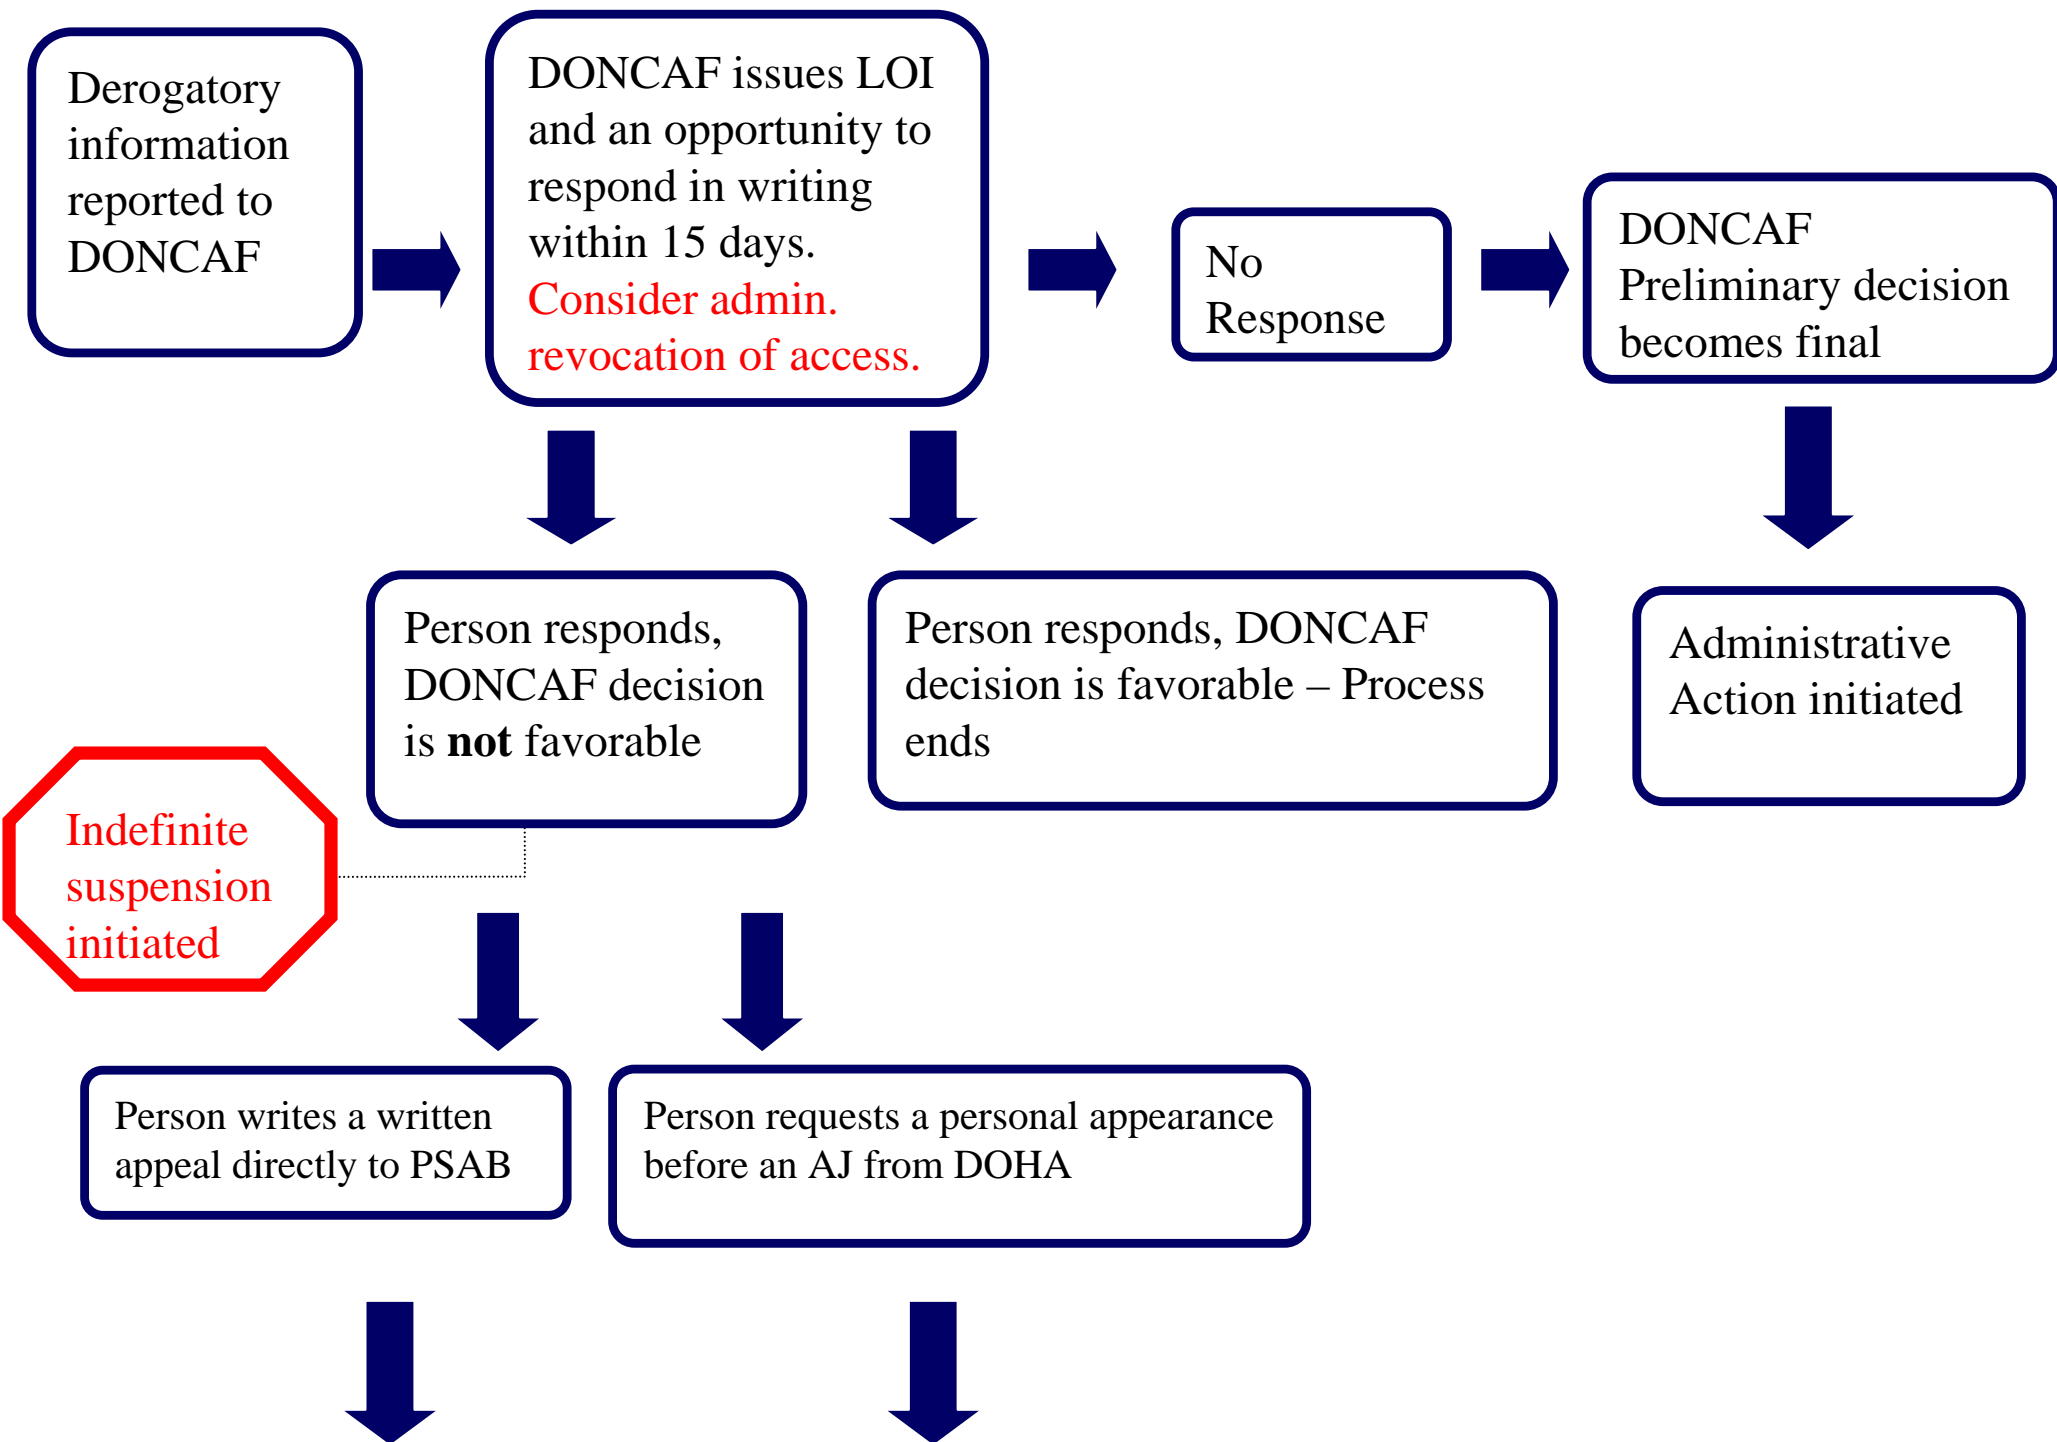 Derogatory
information
reported to
DONCAF
DONCAF issues LOI
and an opportunity to
respond in writing
within 15 days.
Consider admin.
revocation of access.
No
Response
DONCAF
Preliminary decision
becomes final
Person responds,
DONCAF decision
is not favorable
Person responds, DONCAF
decision is favorable – Process
ends
Administrative
Action initiated
Indefinite
suspension
initiated
Person writes a written
appeal directly to PSAB
Person requests a personal appearance
before an AJ from DOHA